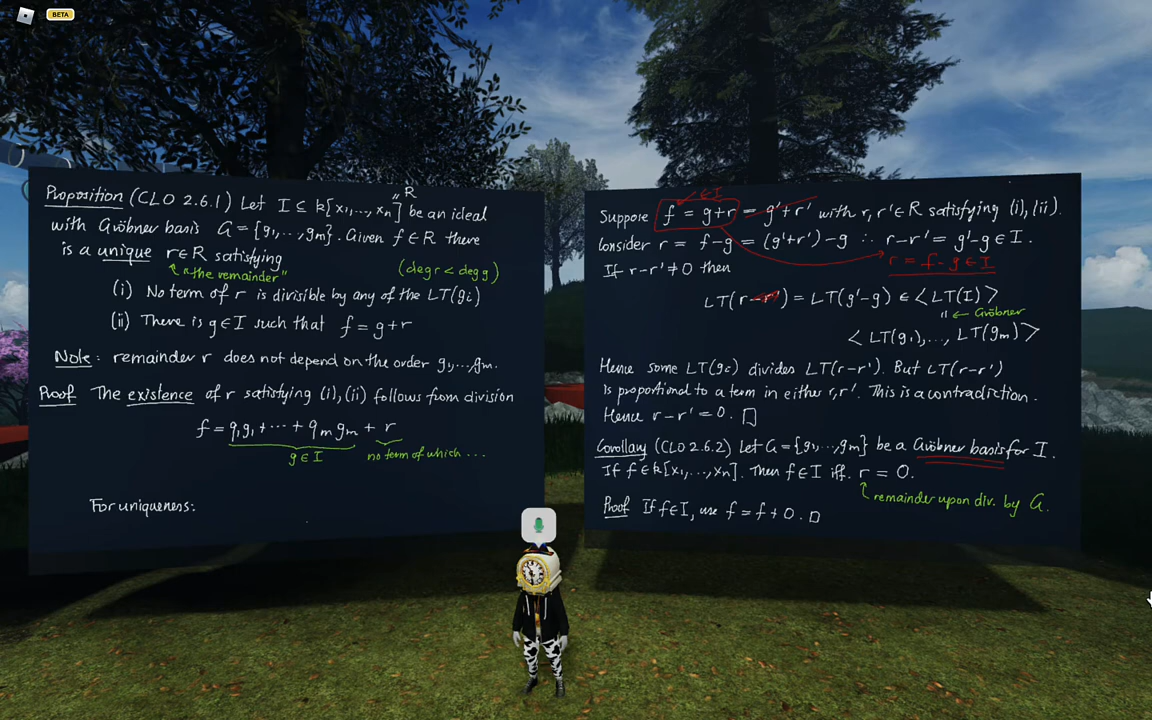 BETA
Proposition (CLO 2.6.1) Let I ≤ k[x₁,...,xₙ] be an ideal
" R
with Gröbner basis G = {g₁,...,gₘ}. Given f ∈ R there
is a unique r ∈ R satisfying
"the remainder"
(deg r < deg g)
(i) No term of r is divisible by any of the LT(gᵢ)
(ii) There is g ∈ I such that f = g + r
Note: remainder r does not depend on the order g₁,...,gₘ.
Proof The existence of r satisfying (i),(ii) follows from division
f = q₁g₁ + ··· + qₘgₘ + r
g ∈ I no term of which ...
For uniqueness:
∈ I
Suppose f = g+r = g'+r' with r,r' ∈ R satisfying (i),(ii).
Consider r = f-g = (g'+r')-g ∴ r-r' = g'-g ∈ I.
r = f-g ∈ I
If r-r' ≠ 0 then
LT(r-r') = LT(g'-g) ∈ <LT(I)>
" ← Gröbner
<LT(g₁),..., LT(gₘ)>
Hence some LT(gᵢ) divides LT(r-r'). But LT(r-r')
is proportional to a term in either r,r'. This is a contradiction.
Hence r-r' = 0. □
Corollary (CLO 2.6.2) Let G = {g₁,...,gₘ} be a Gröbner basis for I.
If f ∈ k[x₁,...,xₙ]. Then f ∈ I iff. r = 0.
remainder upon div. by G.
Proof If f ∈ I, use f = f + 0. □